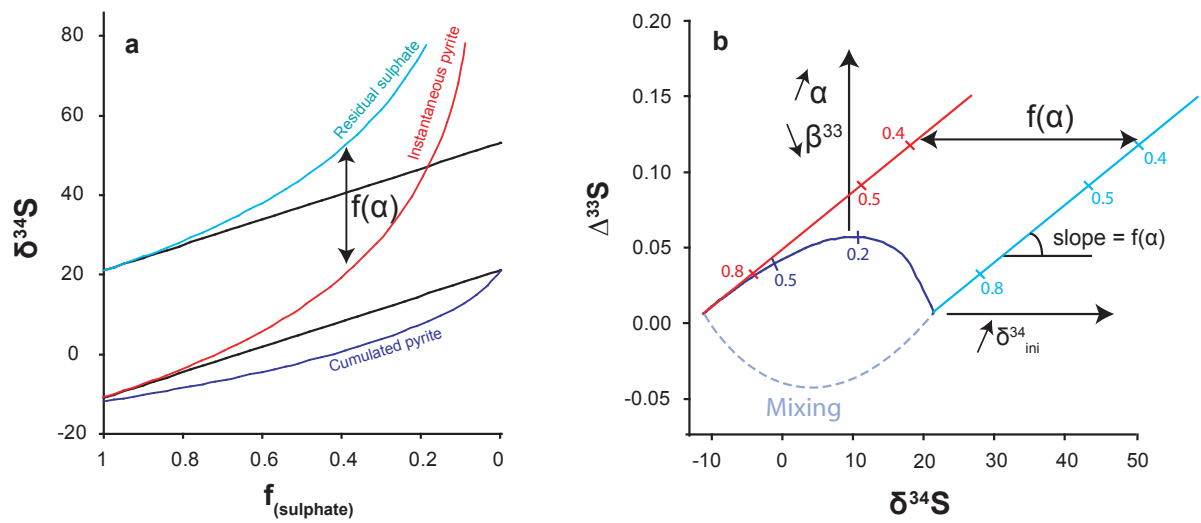 a
δ³⁴S
80
60
40
20
0
-20
Residual sulphate
Instantaneous pyrite
f(α)
Cumulated pyrite
1
0.8
0.6
0.4
0.2
0
f(sulphate)
b
Δ³³S
0.20
0.15
0.10
0.05
0.00
-0.05
α
β³³
f(α)
0.4
0.5
0.8
0.5
0.2
0.4
0.5
0.8
slope = f(α)
δ³⁴ini
Mixing
-10
0
10
20
30
40
50
δ³⁴S